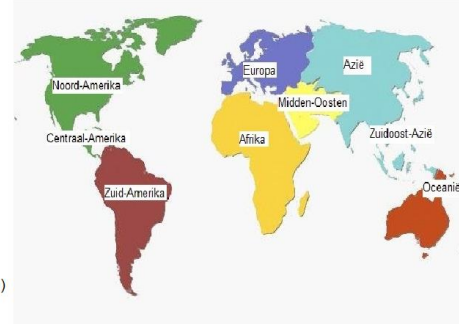 Noord-Amerika
Europa
Azië
Midden-Oosten
Centraal-Amerika
Afrika
Zuidoost-Azië
Zuid-Amerika
Oceanië
)